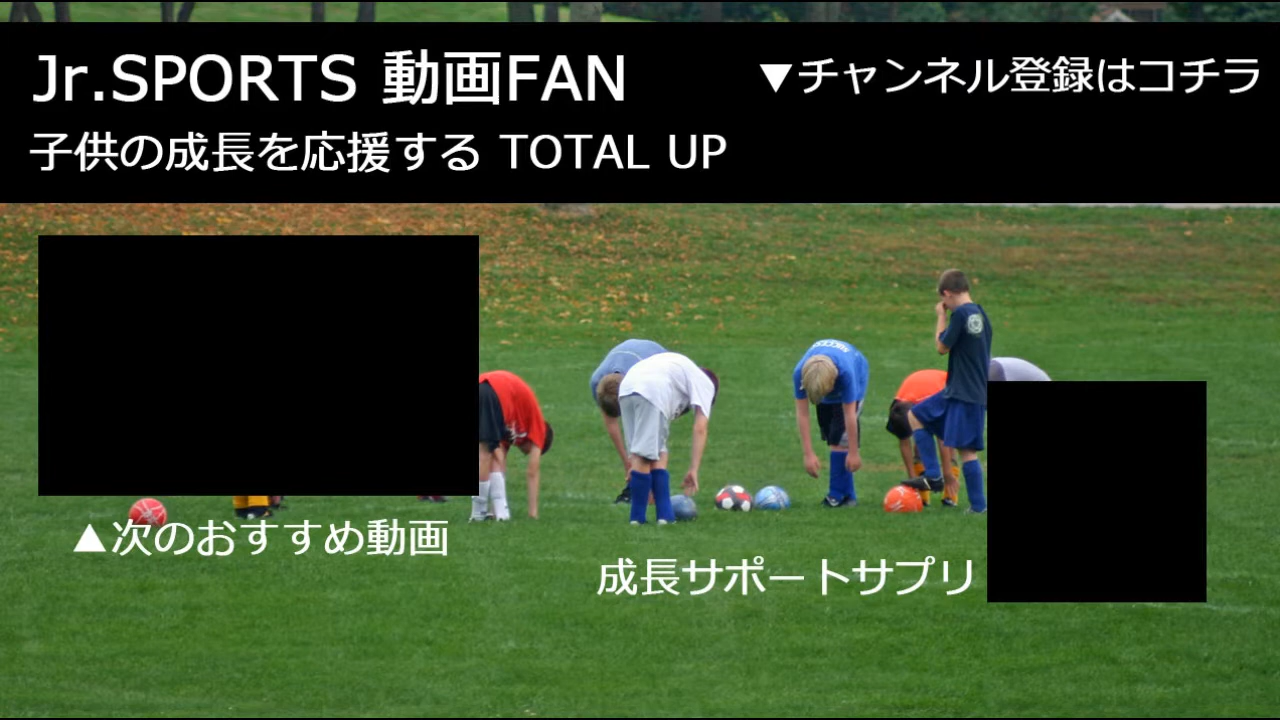 Jr.SPORTS 動画FAN
▼チャンネル登録はコチラ
子供の成長を応援する TOTAL UP
▲次のおすすめ動画
成長サポートサプリ